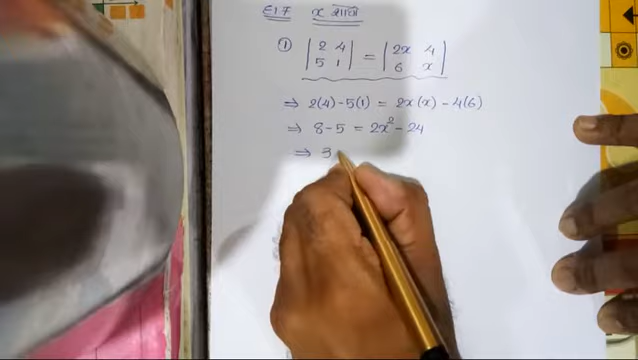 E17 x शोधो
① | 2 4 | = | 2x 4 |
| 5 1 | | 6 x |
⇒ 2(4) - 5(1) = 2x(x) - 4(6)
⇒ 8 - 5 = 2x² - 24
⇒ 3